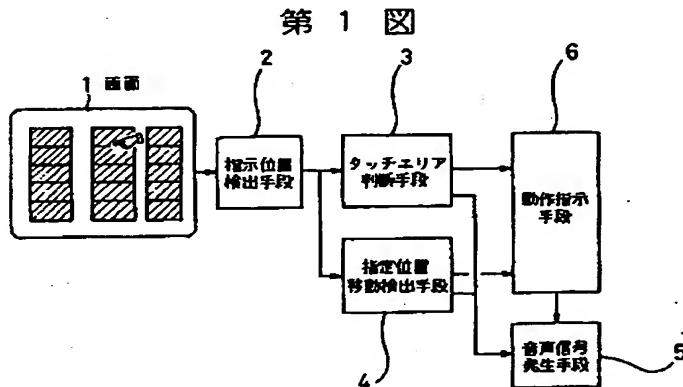 第 1 図
1 画面
2
指示位置
検出手段
3
タッチエリア
判断手段
6
動作指示
手段
指定位置
移動検出手段
4
音声信号
発生手段
5